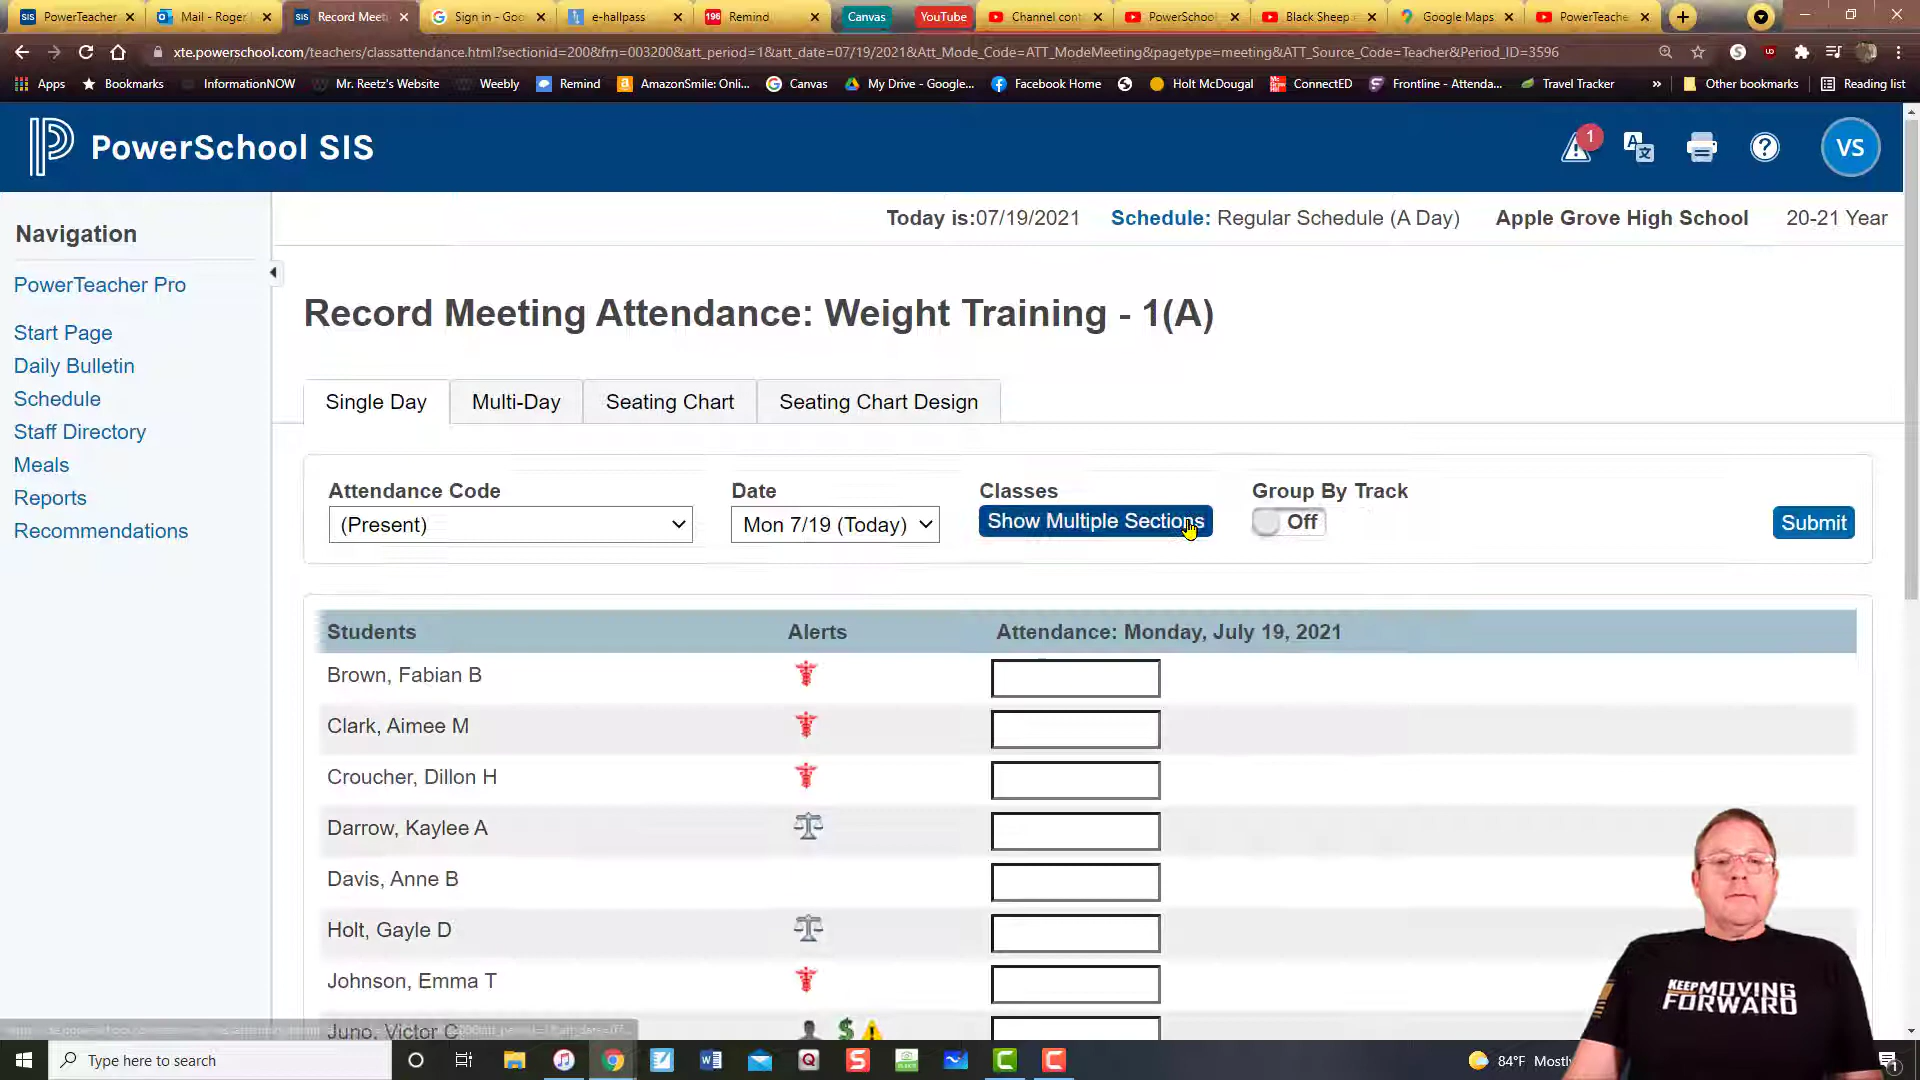 PowerTeacher
Mail - Roger
Record Meeti
Sign in - Goo
e-hallpass
196
Remind
Canvas
YouTube
Channel cont
PowerSchool
Black Sheep
Google Maps
PowerTeache
xte.powerschool.com/teachers/classattendance.html?sectionid=200&frn=003200&att_period=1&att_date=07/19/2021&Att_Mode_Code=ATT_ModeMeeting&pagetype=meeting&ATT_Source_Code=Teacher&Period_ID=3596
Apps
Bookmarks
InformationNOW
Mr. Reetz's Website
Weebly
Remind
AmazonSmile: Onli...
Canvas
My Drive - Google...
Facebook Home
Holt McDougal
ConnectED
Frontline - Attenda...
Travel Tracker
»
Other bookmarks
Reading list
PowerSchool SIS
1
VS
Today is:07/19/2021
Schedule: Regular Schedule (A Day)
Apple Grove High School
20-21 Year
Navigation
PowerTeacher Pro
Start Page
Daily Bulletin
Schedule
Staff Directory
Meals
Reports
Recommendations
Record Meeting Attendance: Weight Training - 1(A)
Single Day
Multi-Day
Seating Chart
Seating Chart Design
Attendance Code
Date
Classes
Group By Track
(Present)
Mon 7/19 (Today)
Show Multiple Sections
Off
Submit
Students
Alerts
Attendance: Monday, July 19, 2021
Brown, Fabian B
Clark, Aimee M
Croucher, Dillon H
Darrow, Kaylee A
Davis, Anne B
Holt, Gayle D
Johnson, Emma T
Juno, Victor C
KEEP MOVING
FORWARD
Type here to search
84°F Mostly
1